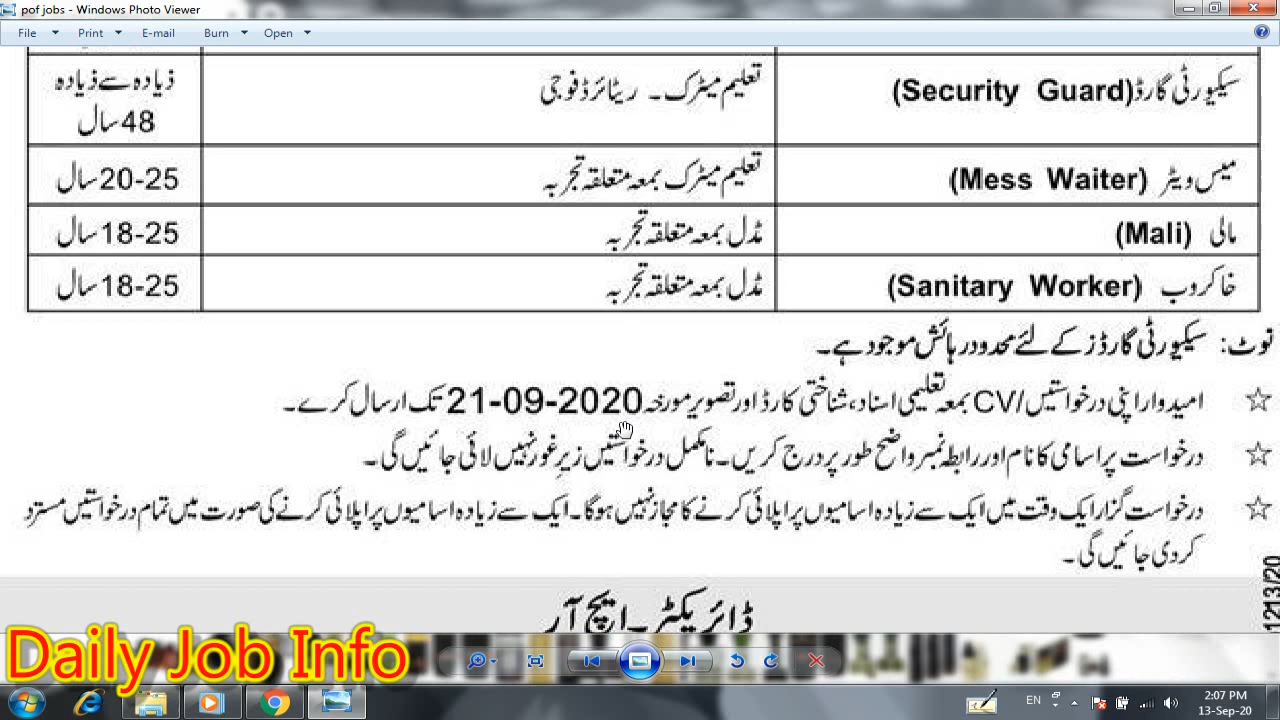 pof jobs - Windows Photo Viewer
File Print E-mail Burn Open
سیکیورٹی گارڈ(Security Guard) تعلیم میٹرک۔ ریٹائرڈ فوجی ذیادہ سے ذیادہ
48 سال
میس ویٹر (Mess Waiter) تعلیم میٹرک بمعہ متعلقہ تجربہ 20-25 سال
مالی (Mali) مڈل بمعہ متعلقہ تجربہ 18-25 سال
خاکروب (Sanitary Worker) مڈل بمعہ متعلقہ تجربہ 18-25 سال
نوٹ: سیکیورٹی گارڈز کے لئے محدود رہائش موجود ہے۔
☆ امیدوار اپنی درخواستیں/CV بمعہ تعلیمی اسناد، شناختی کارڈ اور تصویر مورخہ 21-09-2020 تک ارسال کرے۔
☆ درخواست پر اسامی کا نام اور رابطہ نمبر واضح طور پر درج کریں۔ نامکمل درخواستیں زیرِ غور نہیں لائی جائیں گی۔
☆ درخواست گزار ایک وقت میں ایک سے زیادہ اسامیوں پر اپلائی کرنے کا مجاز نہیں ہوگا۔ ایک سے زیادہ اسامیوں پر اپلائی کرنے کی صورت میں تمام درخواستیں مسترد
کر دی جائیں گی۔
1213/20
ڈائریکٹر۔ ایچ آر
Daily Job Info
EN
2:07 PM
13-Sep-20